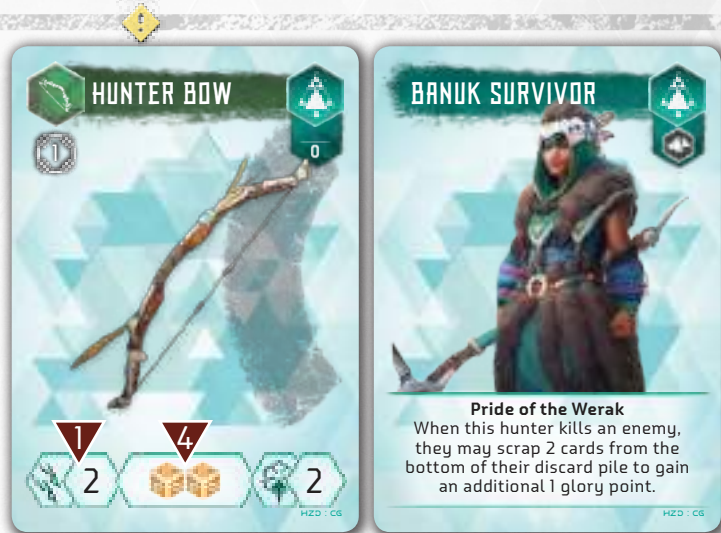 !
HUNTER BOW
1
0
1
4
2
2
HZD : CG
BANUK SURVIVOR
Pride of the Werak
When this hunter kills an enemy,
they may scrap 2 cards from the
bottom of their discard pile to gain
an additional 1 glory point.
HZD : CG